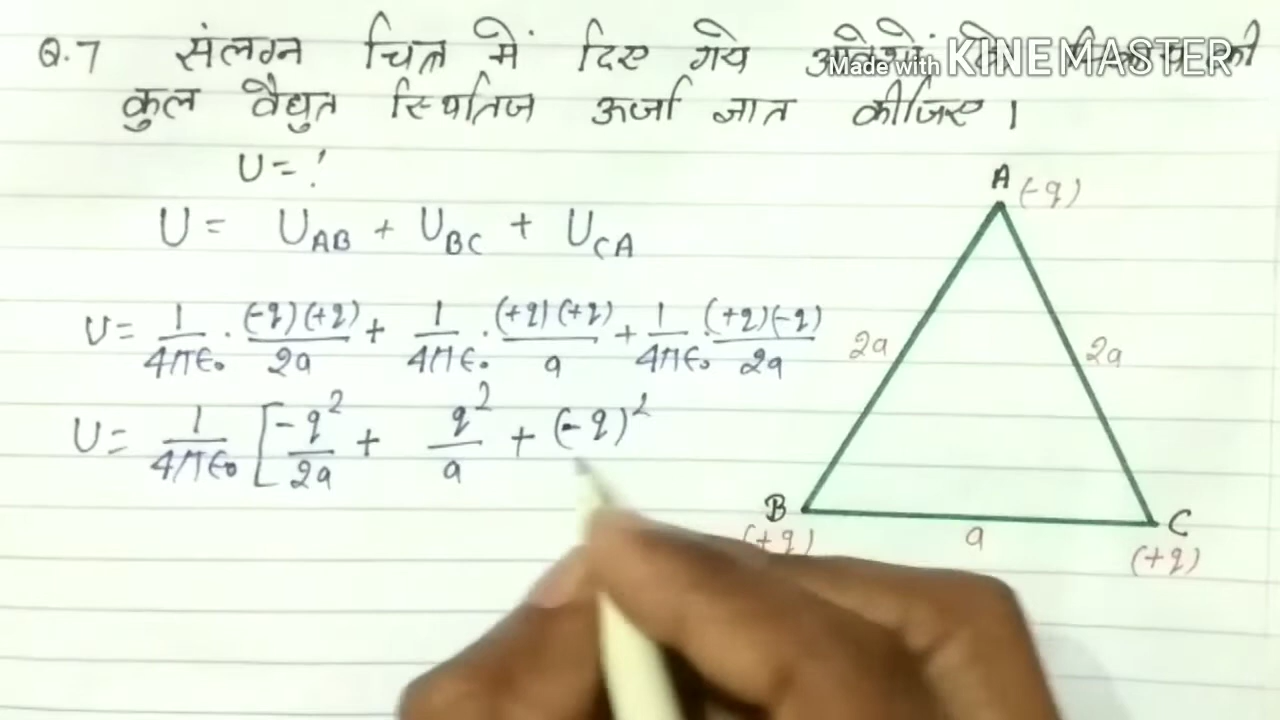 Q.7 संलग्न चित्र में दिए गये आवेशों की
कुल वैद्युत स्थितिज ऊर्जा ज्ञात कीजिए।
Made with KINEMASTER
U = ?
U = U_AB + U_BC + U_CA
U = 1/4πϵ₀ · (-q)(+q)/2a + 1/4πϵ₀ · (+q)(+q)/a + 1/4πϵ₀ · (+q)(-q)/2a
U = 1/4πϵ₀ [-q²/2a + q²/a + (-q)²
A (-q)
2a
2a
B (+q)
a
C (+q)